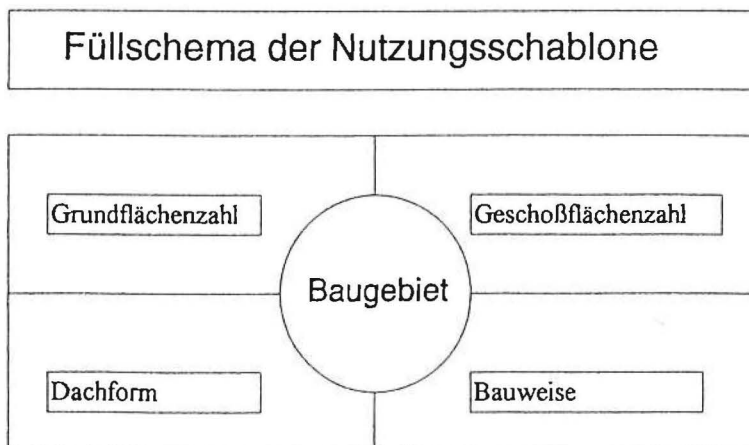 Füllschema der Nutzungsschablone
Grundflächenzahl
Geschoßflächenzahl
Baugebiet
Dachform
Bauweise